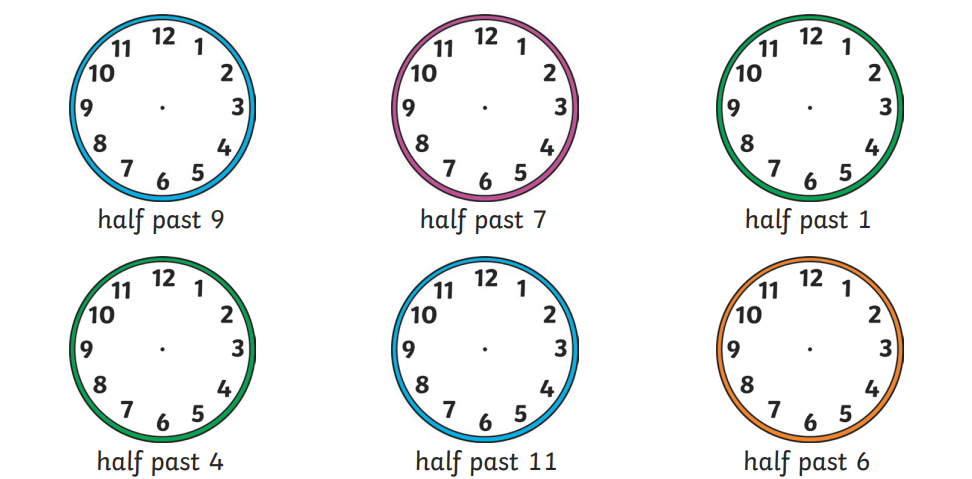 12 1 2 3 4 5 6 7 8 9 10 11
half past 9
12 1 2 3 4 5 6 7 8 9 10 11
half past 7
12 1 2 3 4 5 6 7 8 9 10 11
half past 1
12 1 2 3 4 5 6 7 8 9 10 11
half past 4
12 1 2 3 4 5 6 7 8 9 10 11
half past 11
12 1 2 3 4 5 6 7 8 9 10 11
half past 6